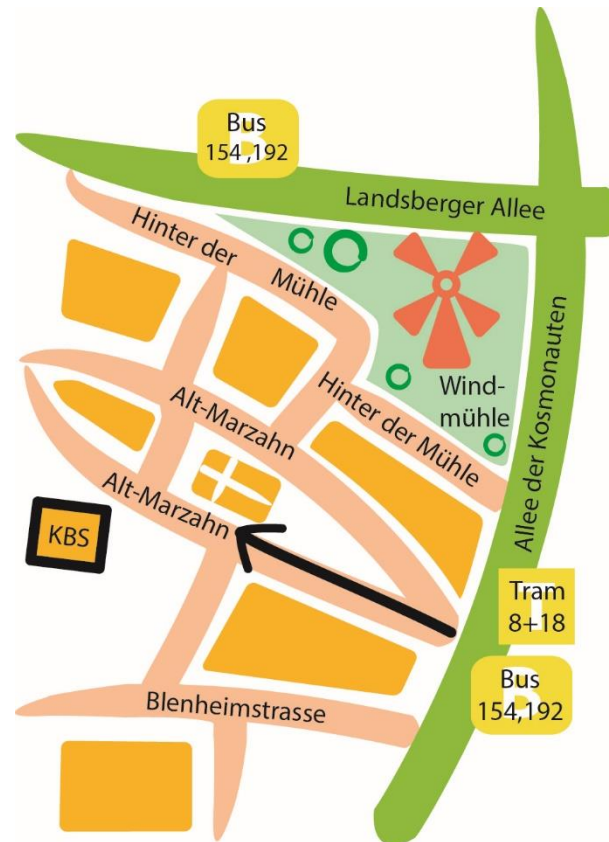 B
Bus
154 ,192
Landsberger Allee
Hinter der
Mühle
Allee der Kosmonauten
Wind-
mühle
Hinter der Mühle
Alt-Marzahn
Alt-Marzahn
KBS
T
Tram
8+18
B
Bus
154,192
Blenheimstrasse